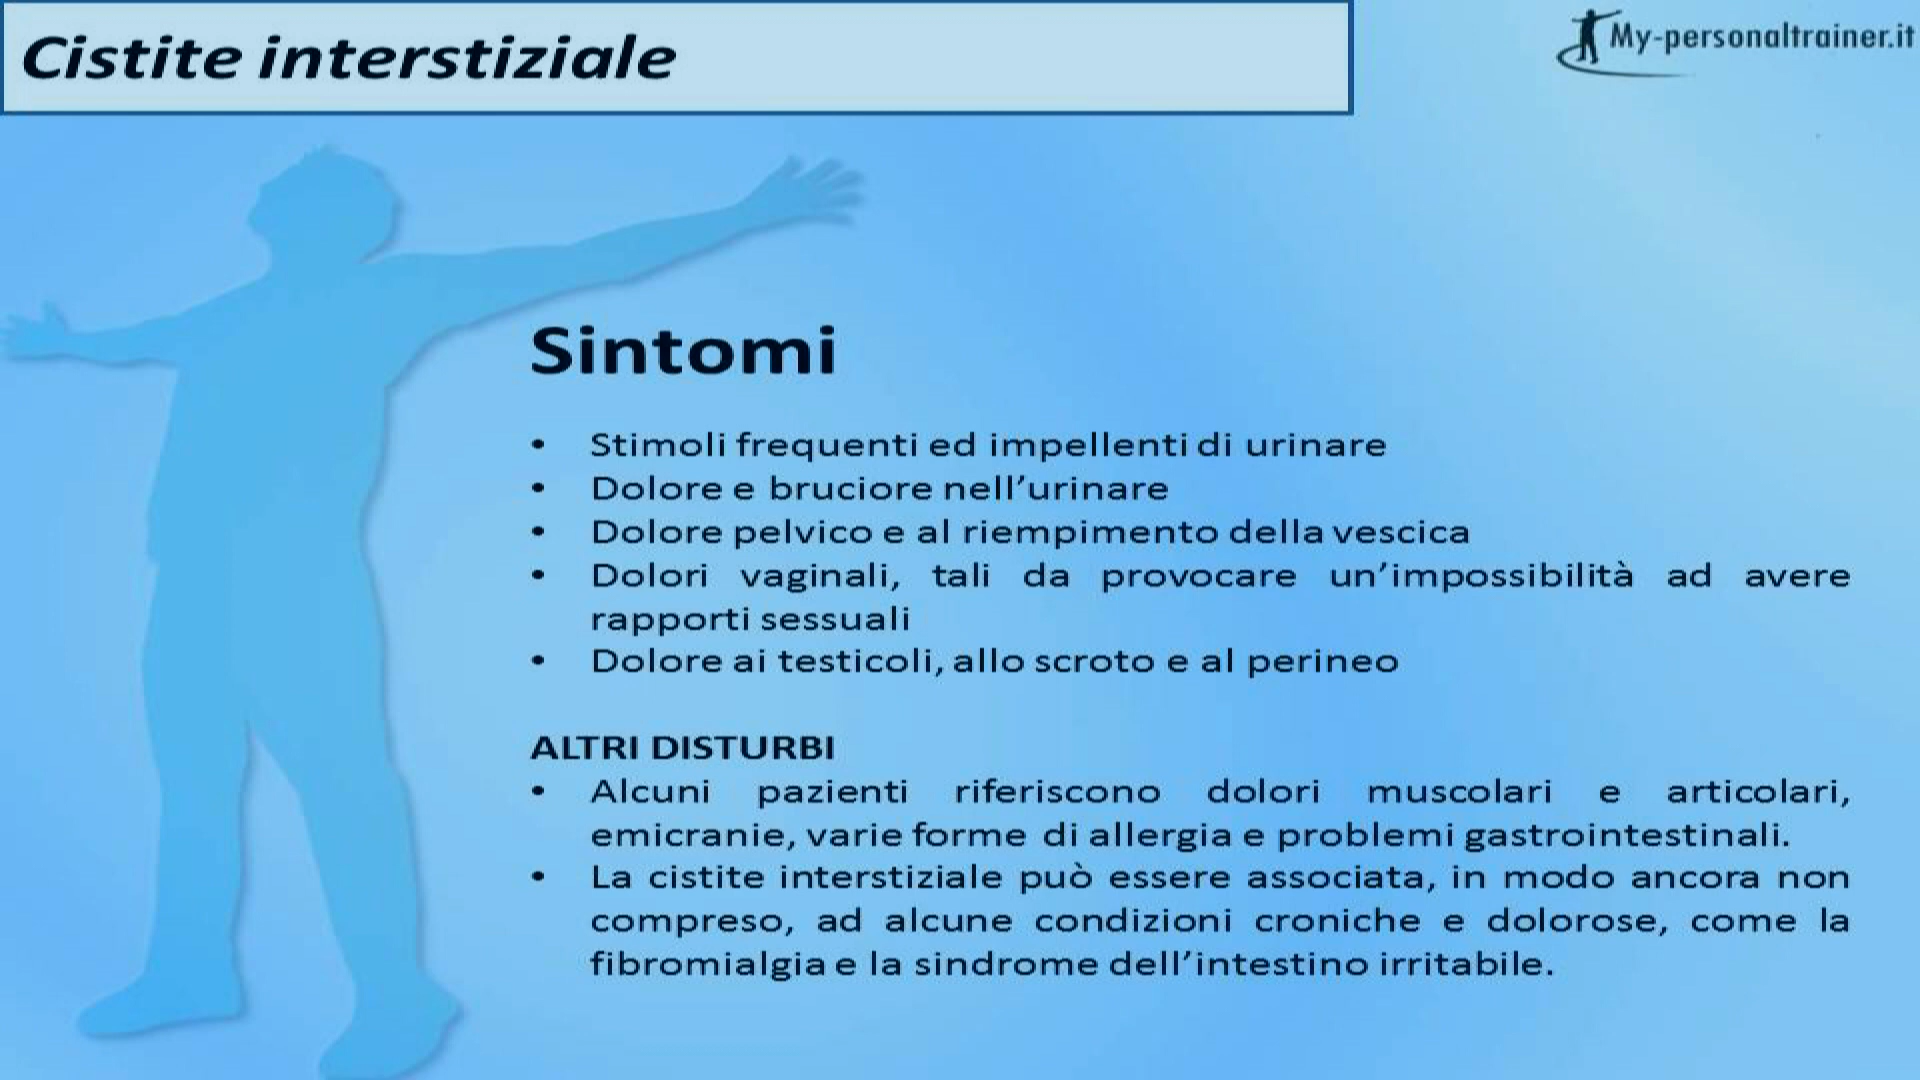 Cistite interstiziale
My-personaltrainer.it
Sintomi
• Stimoli frequenti ed impellenti di urinare
• Dolore e bruciore nell'urinare
• Dolore pelvico e al riempimento della vescica
• Dolori vaginali, tali da provocare un'impossibilità ad avere
rapporti sessuali
• Dolore ai testicoli, allo scroto e al perineo
ALTRI DISTURBI
• Alcuni pazienti riferiscono dolori muscolari e articolari,
emicranie, varie forme di allergia e problemi gastrointestinali.
• La cistite interstiziale può essere associata, in modo ancora non
compreso, ad alcune condizioni croniche e dolorose, come la
fibromialgia e la sindrome dell'intestino irritabile.